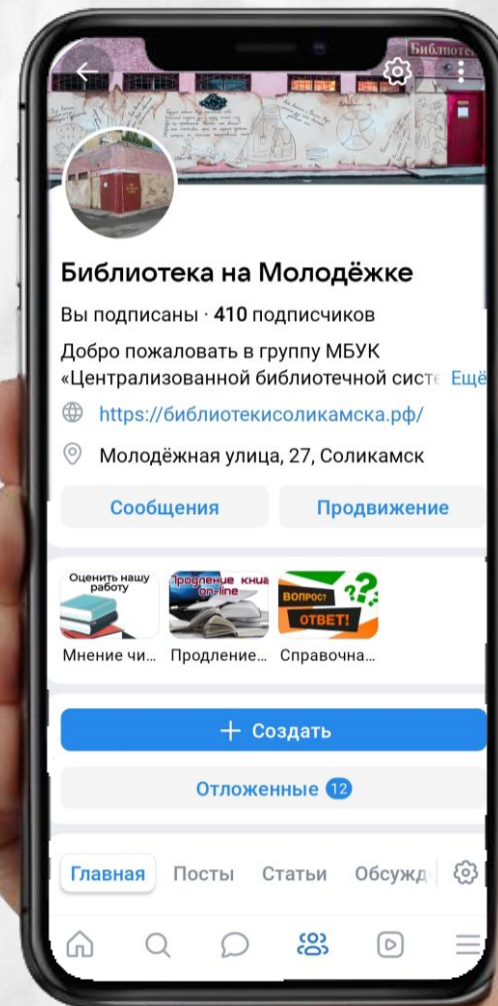 Библиоте
Библиотека на Молодёжке
Вы подписаны · 410 подписчиков
Добро пожаловать в группу МБУК
«Централизованной библиотечной систе Ещё
https://библиотекисоликамска.рф/
Молодёжная улица, 27, Соликамск
Сообщения Продвижение
Оценить нашу
работу
Продление книг
on-line
ВОПРОС?
ОТВЕТ!
Мнение чи... Продление... Справочна...
+ Создать
Отложенные 12
Главная Посты Статьи Обсужд